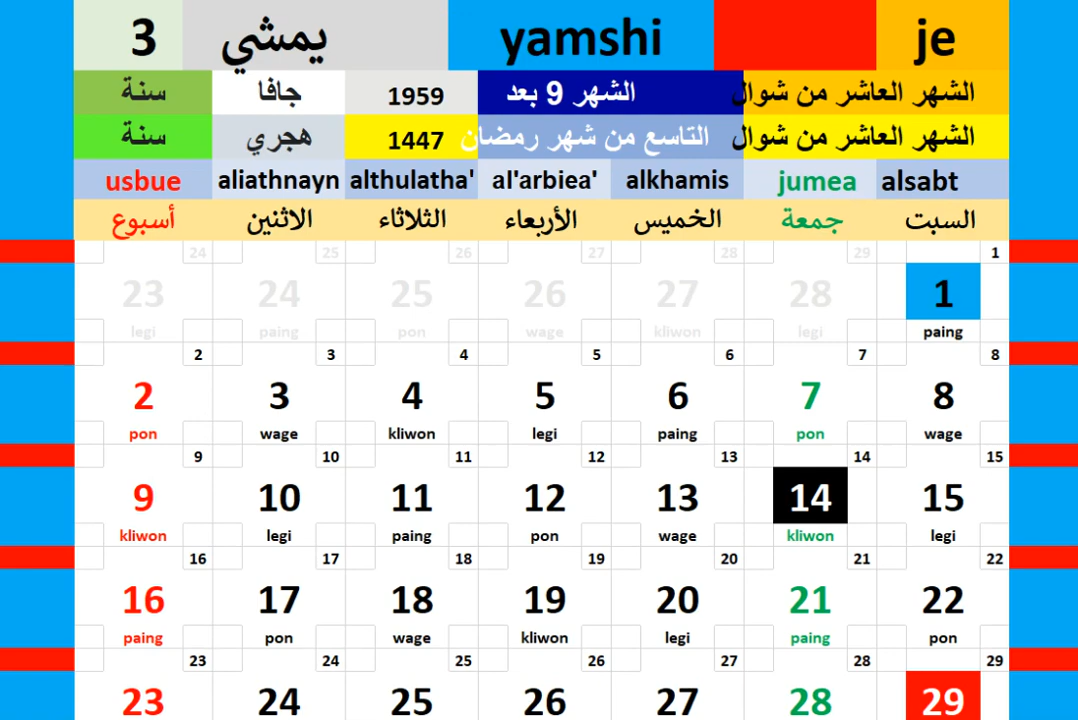 3 يمشي yamshi je
سنة جافا 1959 الشهر 9 بعد الشهر العاشر من شوال
سنة هجري 1447 التاسع من شهر رمضان الشهر العاشر من شوال
usbue aliathnayn althulatha' al'arbiea' alkhamis jumea alsabt
أسبوع الاثنين الثلاثاء الأربعاء الخميس جمعة السبت
24 25 26 27 28 29 1
23 24 25 26 27 28 1
legi paing pon wage kliwon legi paing
2 3 4 5 6 7 8
2 3 4 5 6 7 8
pon wage kliwon legi paing pon wage
9 10 11 12 13 14 15
9 10 11 12 13 14 15
kliwon legi paing pon wage kliwon legi
16 17 18 19 20 21 22
16 17 18 19 20 21 22
paing pon wage kliwon legi paing pon
23 24 25 26 27 28 29
23 24 25 26 27 28 29